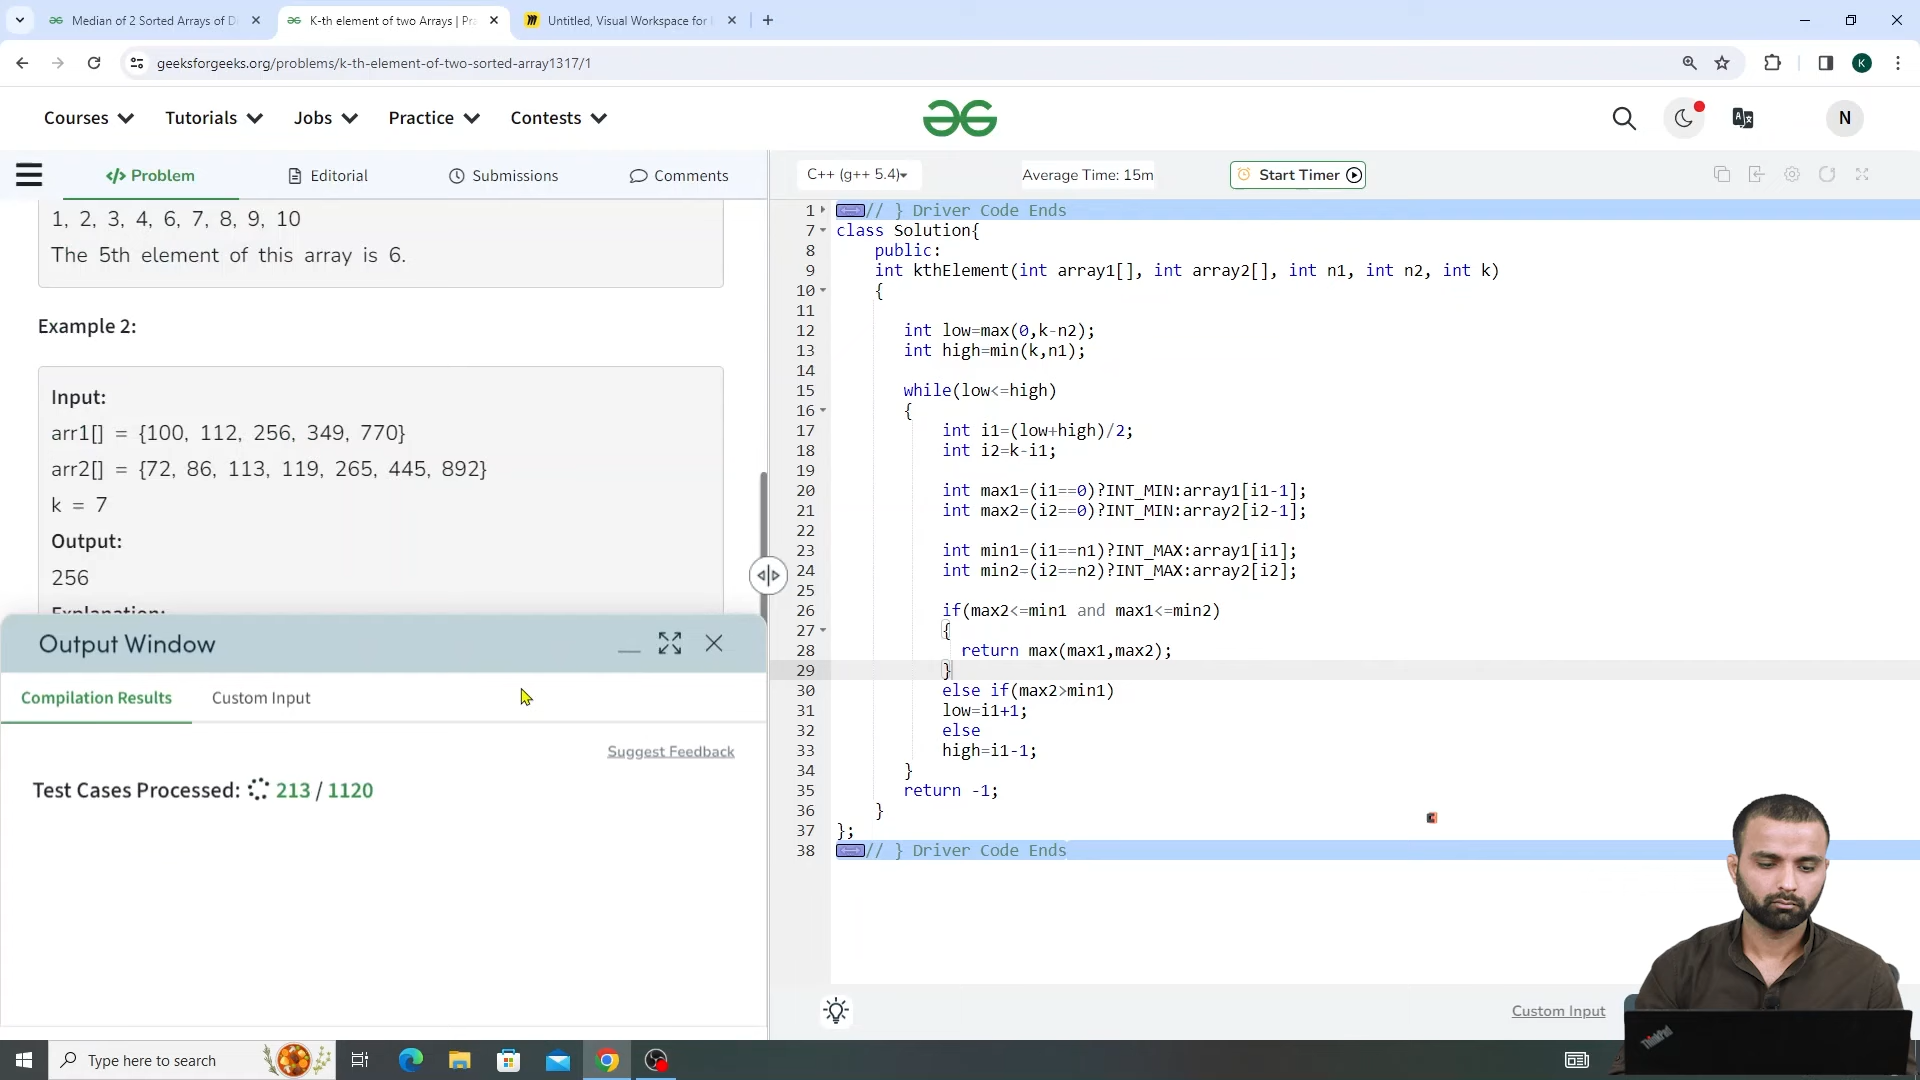 Median of 2 Sorted Arrays of D
K-th element of two Arrays | Pra
Untitled, Visual Workspace for
geeksforgeeks.org/problems/k-th-element-of-two-sorted-array1317/1
K
Courses
Tutorials
Jobs
Practice
Contests
N
</> Problem
Editorial
Submissions
Comments
C++ (g++ 5.4)
Average Time: 15m
Start Timer
1, 2, 3, 4, 6, 7, 8, 9, 10
The 5th element of this array is 6.
Example 2:
Input:
arr1[] = {100, 112, 256, 349, 770}
arr2[] = {72, 86, 113, 119, 265, 445, 892}
k = 7
Output:
256
Explanation:
Output Window
Compilation Results
Custom Input
Suggest Feedback
Test Cases Processed: 213 / 1120
1 // } Driver Code Ends
7 class Solution{
8 public:
9 int kthElement(int array1[], int array2[], int n1, int n2, int k)
10 {
11
12 int low=max(0,k-n2);
13 int high=min(k,n1);
14
15 while(low<=high)
16 {
17 int i1=(low+high)/2;
18 int i2=k-i1;
19
20 int max1=(i1==0)?INT_MIN:array1[i1-1];
21 int max2=(i2==0)?INT_MIN:array2[i2-1];
22
23 int min1=(i1==n1)?INT_MAX:array1[i1];
24 int min2=(i2==n2)?INT_MAX:array2[i2];
25
26 if(max2<=min1 and max1<=min2)
27 {
28 return max(max1,max2);
29 }
30 else if(max2>min1)
31 low=i1+1;
32 else
33 high=i1-1;
34 }
35 return -1;
36 }
37 };
38 // } Driver Code Ends
Custom Input
Type here to search
ThinkPad